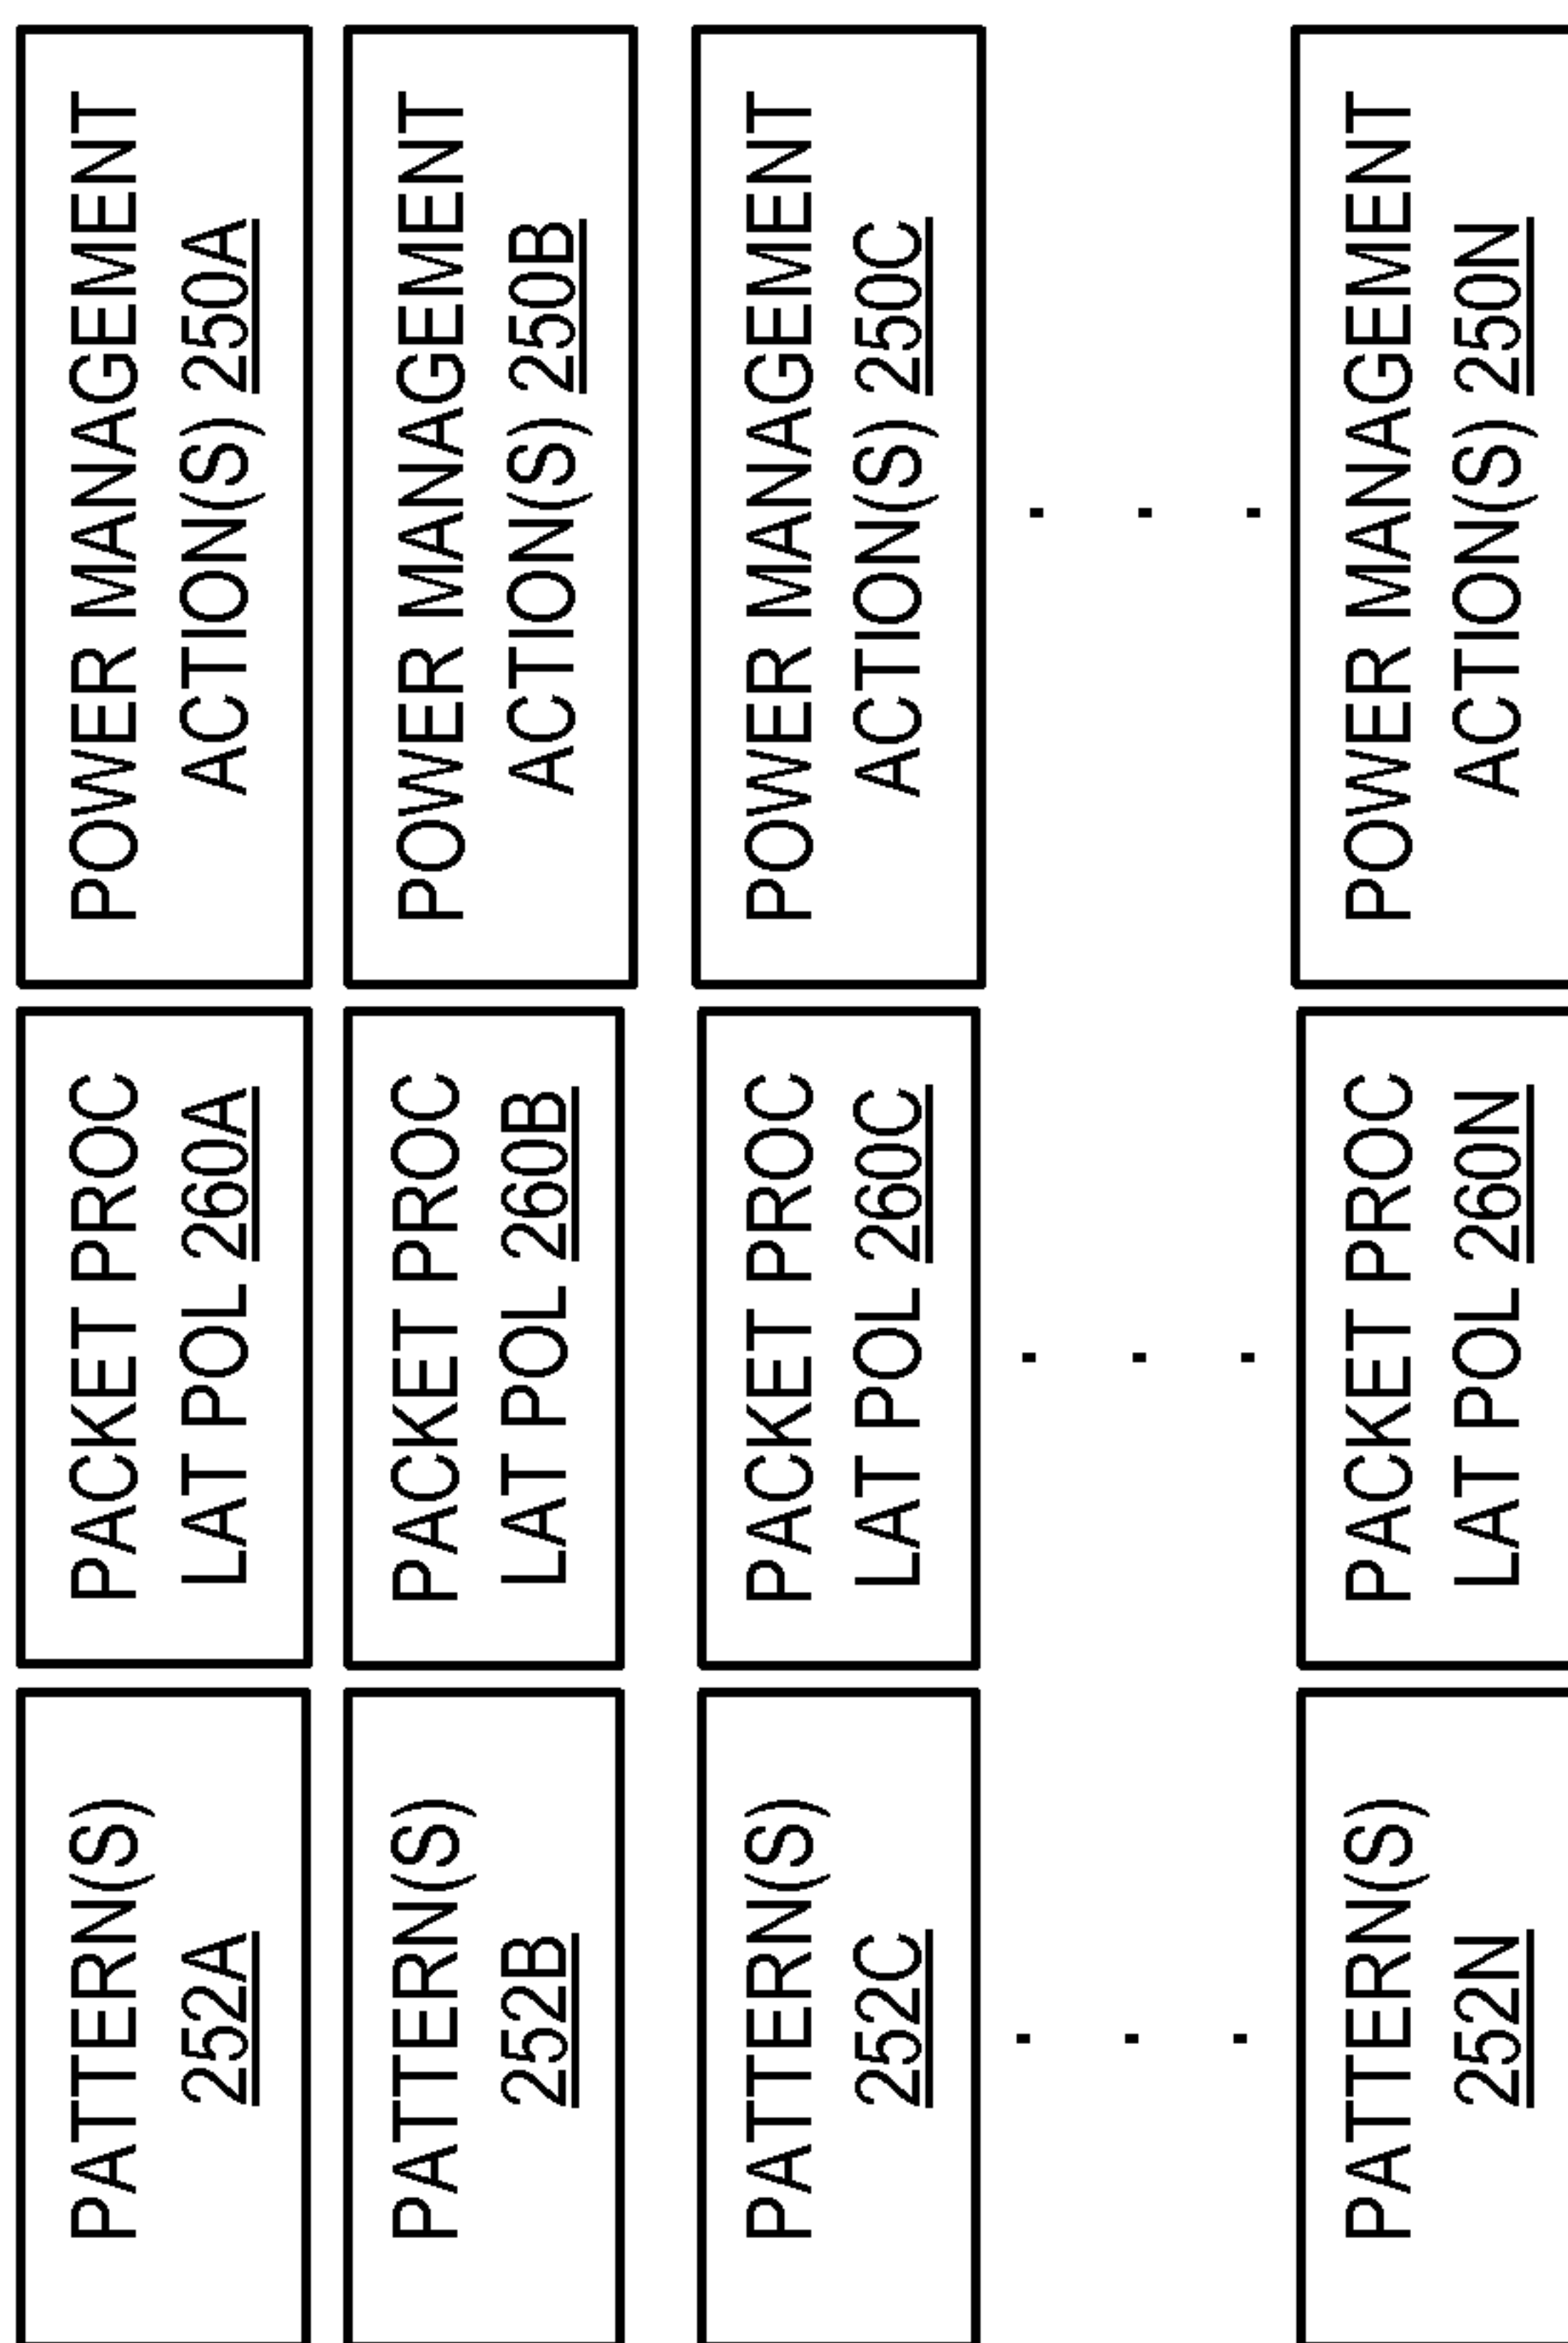 PATTERN(S)
252A
PACKET PROC
LAT POL 260A
POWER MANAGEMENT
ACTION(S) 250A
PATTERN(S)
252B
PACKET PROC
LAT POL 260B
POWER MANAGEMENT
ACTION(S) 250B
PATTERN(S)
252C
PACKET PROC
LAT POL 260C
POWER MANAGEMENT
ACTION(S) 250C
PATTERN(S)
252N
PACKET PROC
LAT POL 260N
POWER MANAGEMENT
ACTION(S) 250N